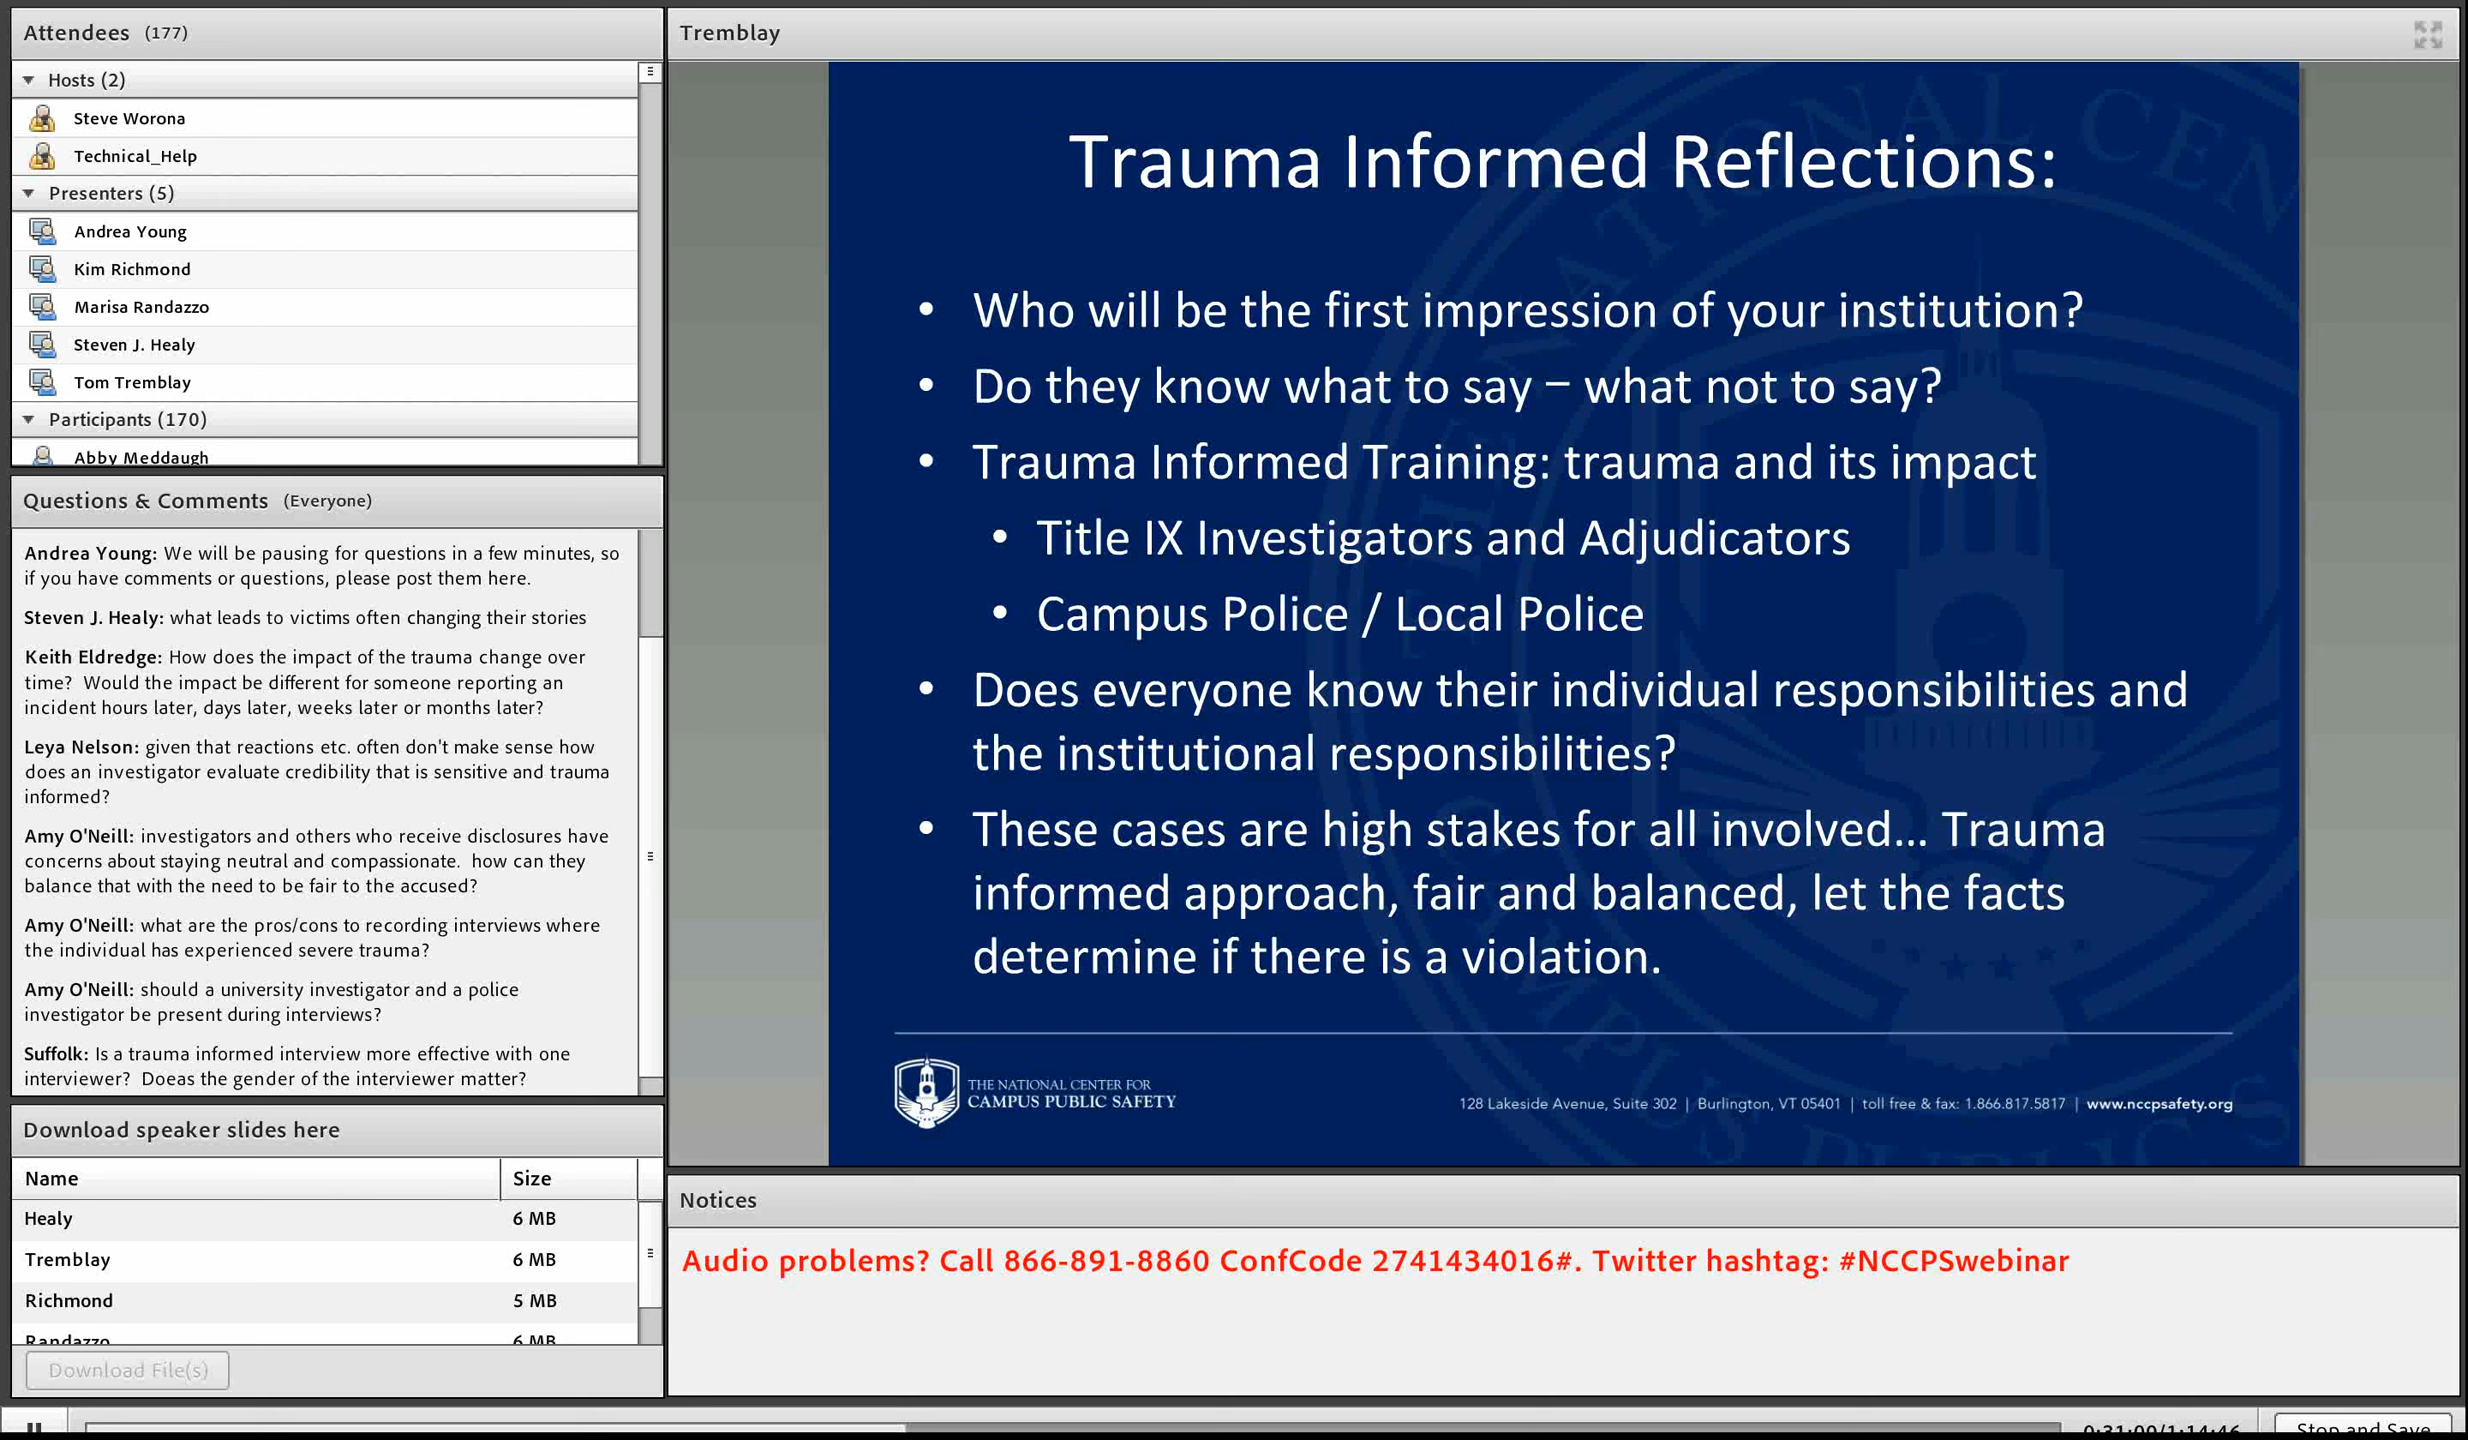 Attendees (177)
Hosts (2)
Steve Worona
Technical_Help
Presenters (5)
Andrea Young
Kim Richmond
Marisa Randazzo
Steven J. Healy
Tom Tremblay
Participants (170)
Abby Meddaugh
Questions & Comments (Everyone)
Andrea Young: We will be pausing for questions in a few minutes, so
if you have comments or questions, please post them here.
Steven J. Healy: what leads to victims often changing their stories
Keith Eldredge: How does the impact of the trauma change over
time? Would the impact be different for someone reporting an
incident hours later, days later, weeks later or months later?
Leya Nelson: given that reactions etc. often don't make sense how
does an investigator evaluate credibility that is sensitive and trauma
informed?
Amy O'Neill: investigators and others who receive disclosures have
concerns about staying neutral and compassionate. how can they
balance that with the need to be fair to the accused?
Amy O'Neill: what are the pros/cons to recording interviews where
the individual has experienced severe trauma?
Amy O'Neill: should a university investigator and a police
investigator be present during interviews?
Suffolk: Is a trauma informed interview more effective with one
interviewer? Doeas the gender of the interviewer matter?
Download speaker slides here
Name Size
Healy 6 MB
Tremblay 6 MB
Richmond 5 MB
Randazzo 6 MB
Download File(s)
Tremblay
Trauma Informed Reflections:
• Who will be the first impression of your institution?
• Do they know what to say – what not to say?
• Trauma Informed Training: trauma and its impact
• Title IX Investigators and Adjudicators
• Campus Police / Local Police
• Does everyone know their individual responsibilities and
the institutional responsibilities?
• These cases are high stakes for all involved... Trauma
informed approach, fair and balanced, let the facts
determine if there is a violation.
THE NATIONAL CENTER FOR
CAMPUS PUBLIC SAFETY
128 Lakeside Avenue, Suite 302 | Burlington, VT 05401 | toll free & fax: 1.866.817.5817 | www.nccpsafety.org
Notices
Audio problems? Call 866-891-8860 ConfCode 2741434016#. Twitter hashtag: #NCCPSwebinar
0:31:00/1:14:46
Stop and Save